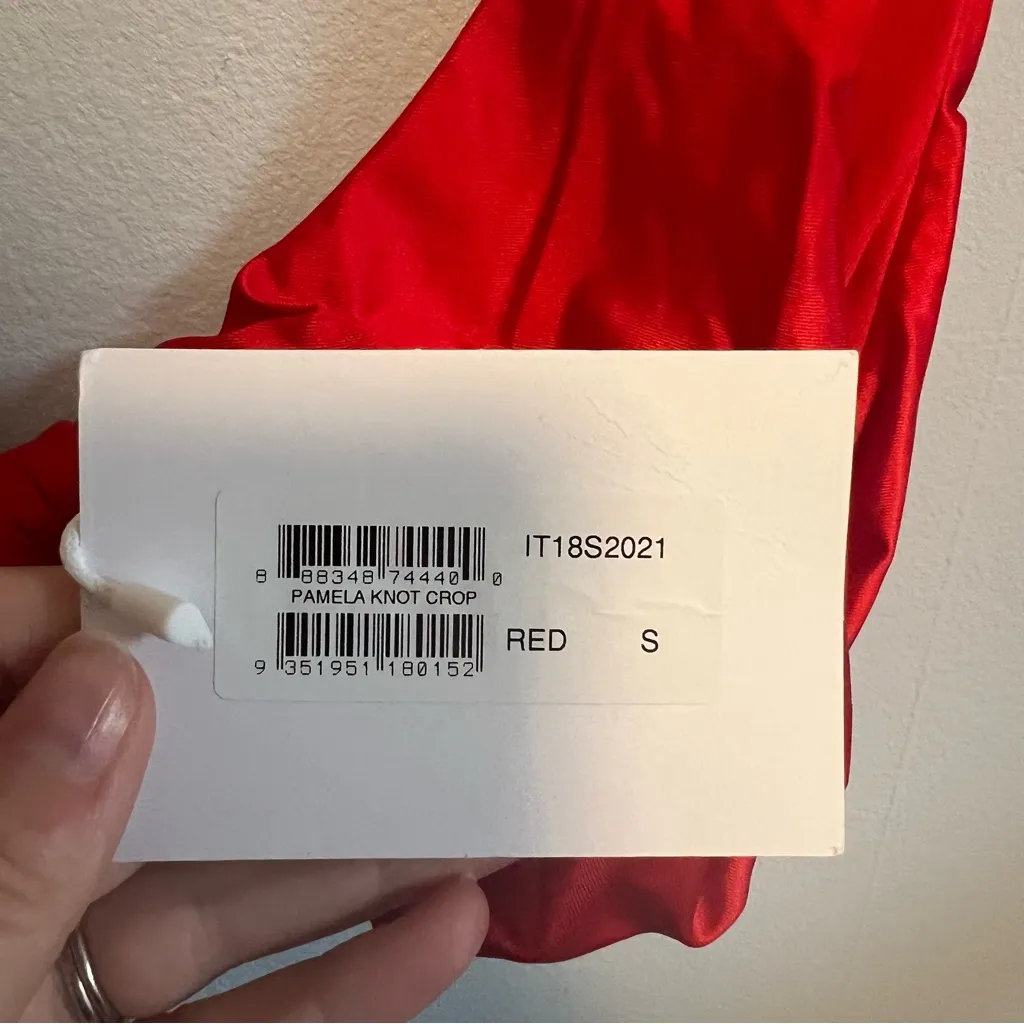 IT18S2021
8 88348 74440 0
PAMELA KNOT CROP
RED S
9 351951 180152